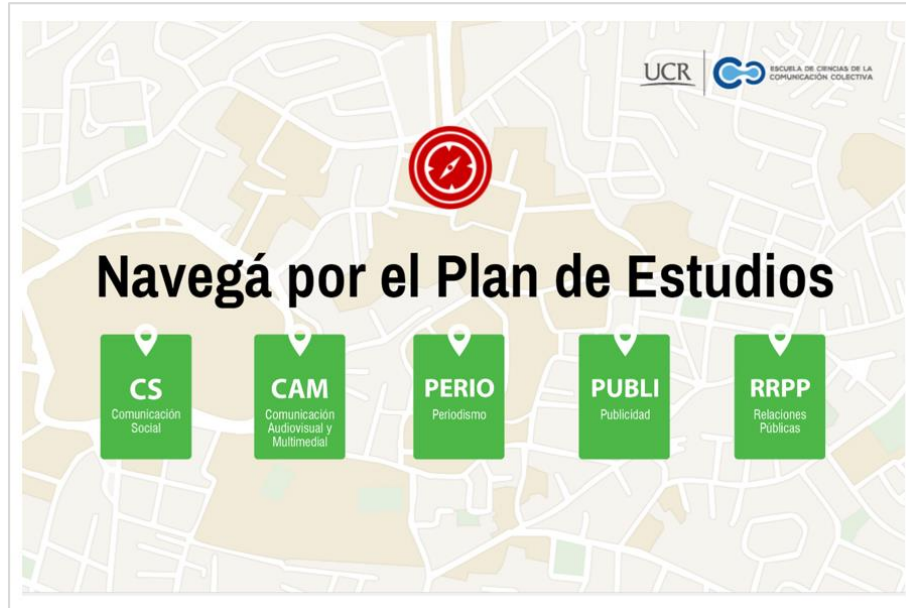 UCR
ESCUELA DE CIENCIAS DE LA
COMUNICACIÓN COLECTIVA
Navegá por el Plan de Estudios
CS
Comunicación
Social
CAM
Comunicación
Audiovisual y
Multimedial
PERIO
Periodismo
PUBLI
Publicidad
RRPP
Relaciones
Públicas